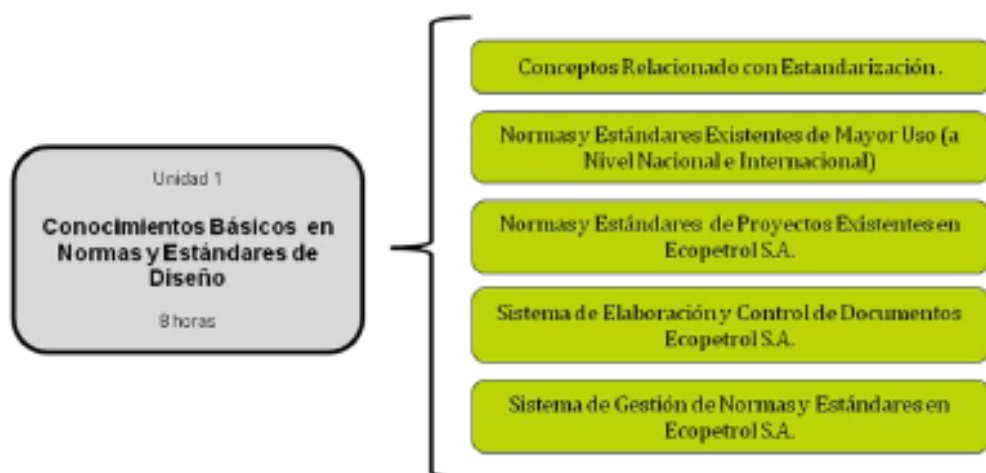 Unidad 1
Conocimientos Básicos en
Normas y Estándares de
Diseño
8 horas
Conceptos Relacionado con Estandarización.
Normas y Estándares Existentes de Mayor Uso (a
Nivel Nacional e Internacional)
Normas y Estándares de Proyectos Existentes en
Ecopetrol S.A.
Sistema de Elaboración y Control de Documentos
Ecopetrol S.A.
Sistema de Gestión de Normas y Estándares en
Ecopetrol S.A.